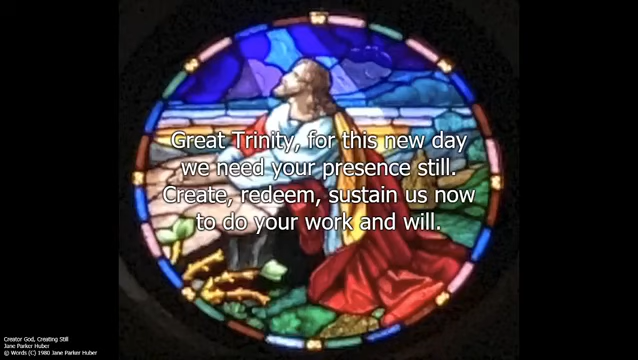 Great Trinity, for this new day
we need your presence still.
Create, redeem, sustain us now
to do your work and will.
Creator God, Creating Still
Jane Parker Huber
© Words (C) 1980 Jane Parker Huber